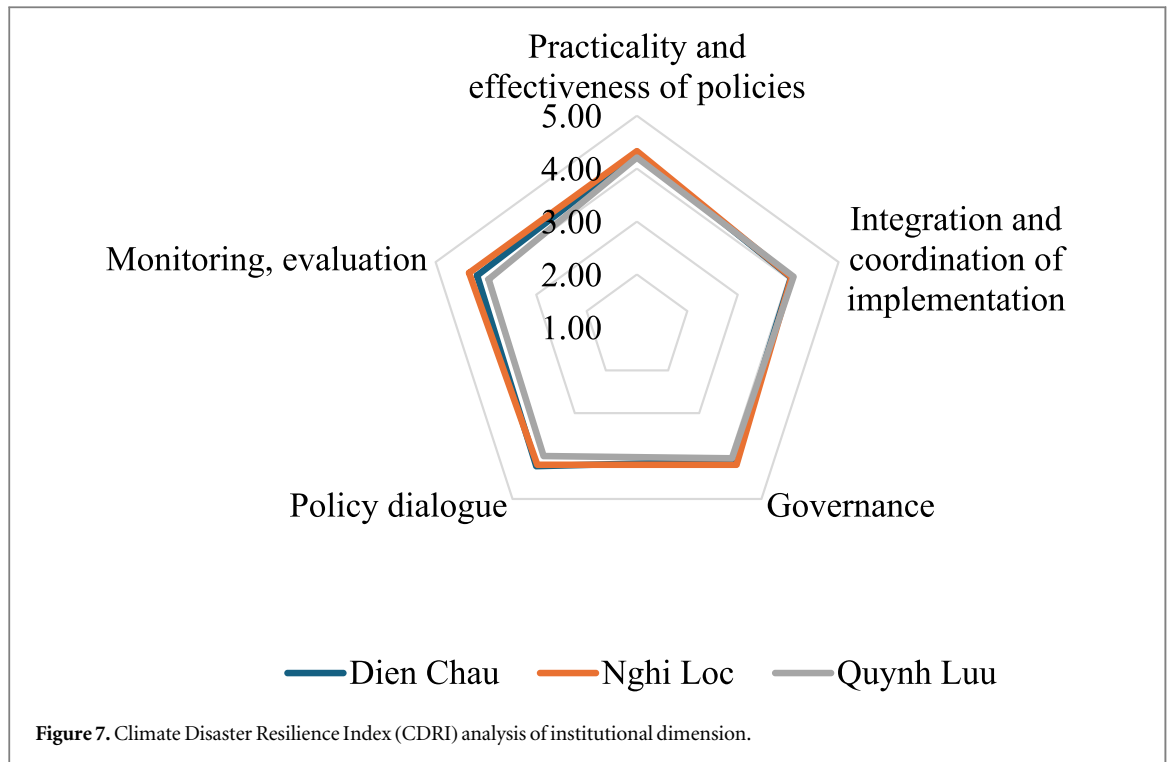 Practicality and
effectiveness of policies
5.00
4.00
3.00
2.00
1.00
Integration and
coordination of
implementation
Monitoring, evaluation
Policy dialogue
Governance
Dien Chau
Nghi Loc
Quynh Luu
Figure 7. Climate Disaster Resilience Index (CDRI) analysis of institutional dimension.